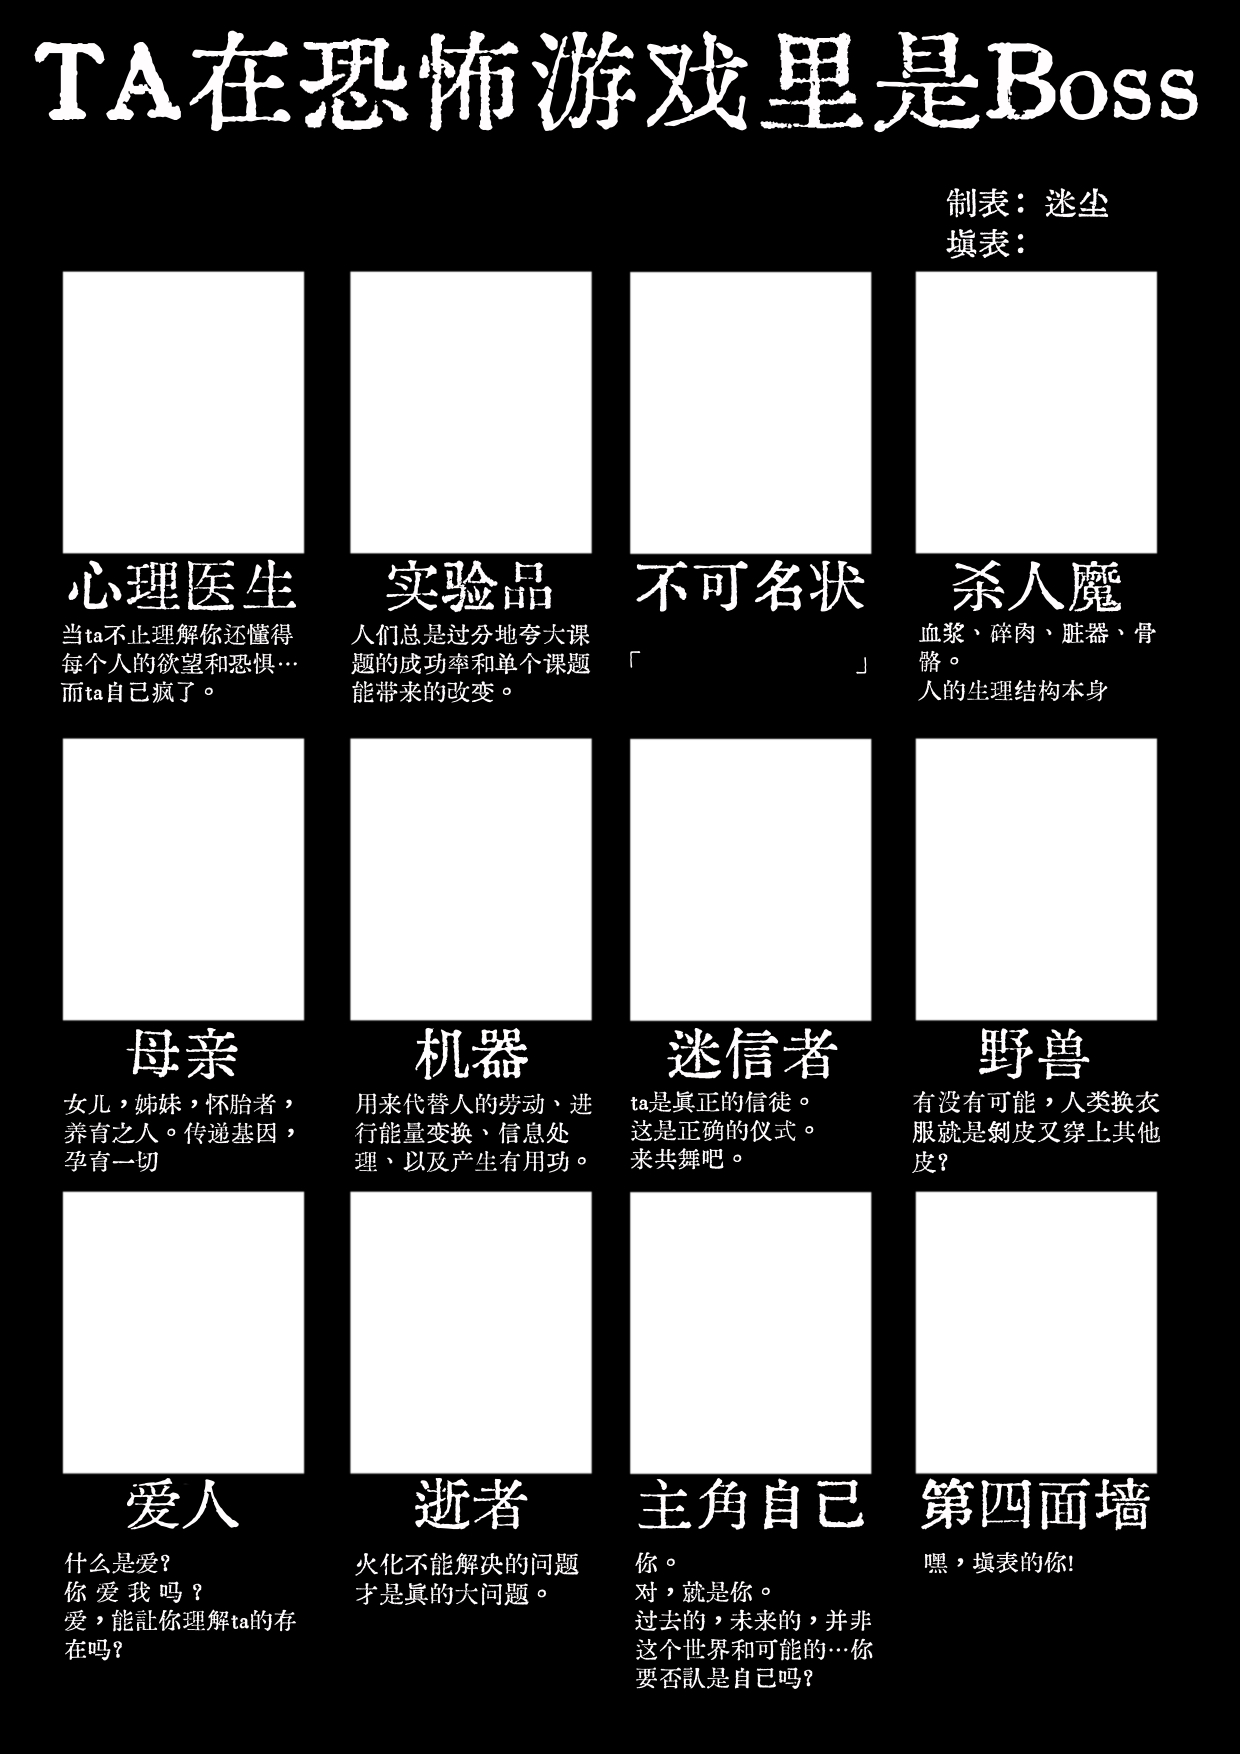 TA在恐怖游戏里是Boss
制表：迷尘
填表：
心理医生
当ta不止理解你还懂得
每个人的欲望和恐惧…
而ta自己疯了。
实验品
人们总是过分地夸大课
题的成功率和单个课题
能带来的改变。
不可名状
「 」
杀人魔
血浆、碎肉、脏器、骨
骼。
人的生理结构本身
母亲
女儿，姊妹，怀胎者，
养育之人。传递基因，
孕育一切
机器
用来代替人的劳动、进
行能量变换、信息处
理、以及产生有用功。
迷信者
ta是真正的信徒。
这是正确的仪式。
来共舞吧。
野兽
有没有可能，人类换衣
服就是剝皮又穿上其他
皮？
爱人
什么是爱？
你 爱 我 吗 ？
爱，能让你理解ta的存
在吗？
逝者
火化不能解决的问题
才是真的大问题。
主角自己
你。
对，就是你。
过去的，未来的，并非
这个世界和可能的…你
要否认是自己吗？
第四面墙
嘿，填表的你！